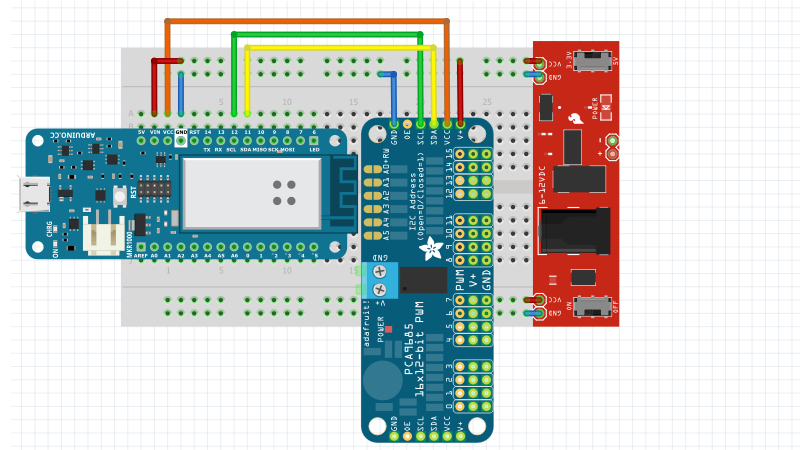 5
10
15
25
A
1
15
ARDUINO.CC
5V VIN VCC GND RST 14 13 12 11 10 9 8 7 6
TX RX SCL SDA MISO SCK MOSI LED
RST
CHRG
ON
MKR1000
AREF A0 A1 A2 A3 A4 A5 A6 0 1 ~2 ~3 ~4 ~5
GND OE SCL SDA VCC V+
A5 A4 A3 A2 A1 A0 +RW
I2C Address
(Open=0/Closed=1)
15
14
13
12
11
10
9
8
PWM
V+
GND
7
6
5
4
3
2
1
0
GND
V+
adafruit!
POWER
PCA9685
16x12-bit PWM
GND OE SCL SDA VCC V+
VCC
GND
3.3V
5V
POWER
-
+
6-12VDC
VCC
GND
ON
OFF